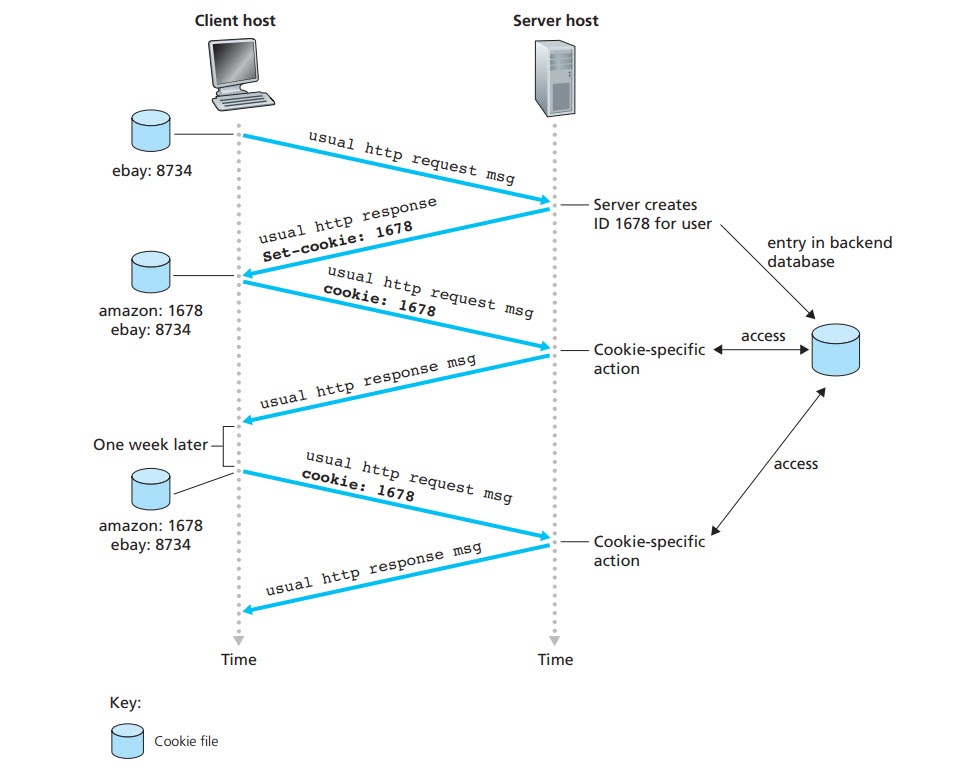 Client host
Server host
usual http request msg
ebay: 8734
Server creates
ID 1678 for user
usual http response
Set-cookie: 1678
entry in backend
database
usual http request msg
cookie: 1678
amazon: 1678
ebay: 8734
access
Cookie-specific
action
usual http response msg
One week later
usual http request msg
cookie: 1678
access
amazon: 1678
ebay: 8734
Cookie-specific
action
usual http response msg
Time
Time
Key:
Cookie file